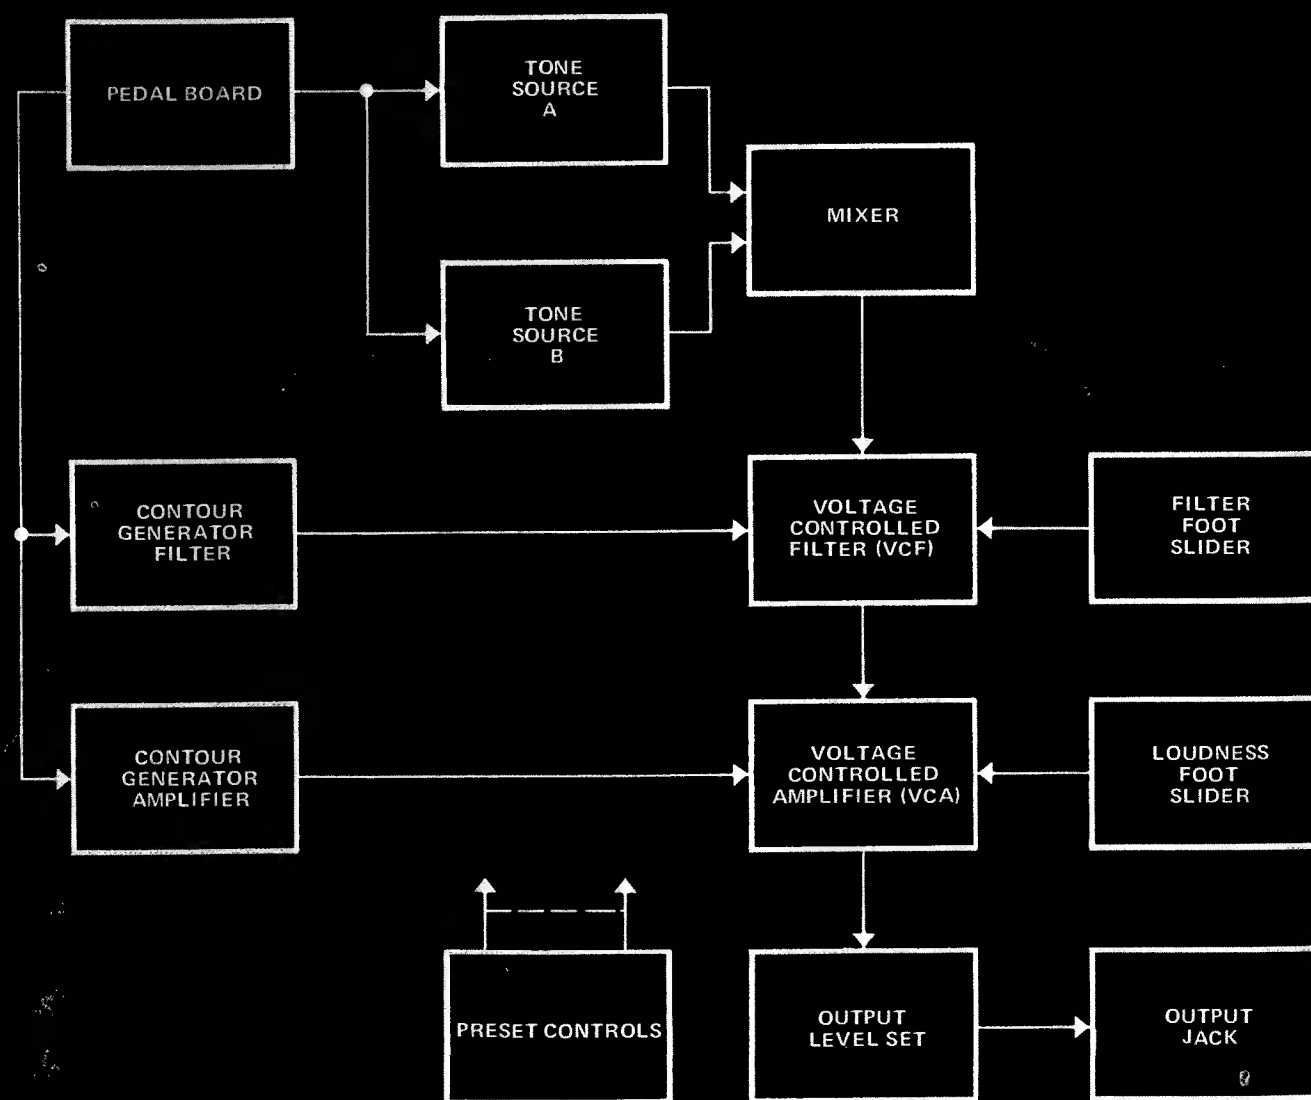 PEDAL BOARD
TONE
SOURCE
A
MIXER
TONE
SOURCE
B
CONTOUR
GENERATOR
FILTER
VOLTAGE
CONTROLLED
FILTER (VCF)
FILTER
FOOT
SLIDER
CONTOUR
GENERATOR
AMPLIFIER
VOLTAGE
CONTROLLED
AMPLIFIER (VCA)
LOUDNESS
FOOT
SLIDER
PRESET CONTROLS
OUTPUT
LEVEL SET
OUTPUT
JACK